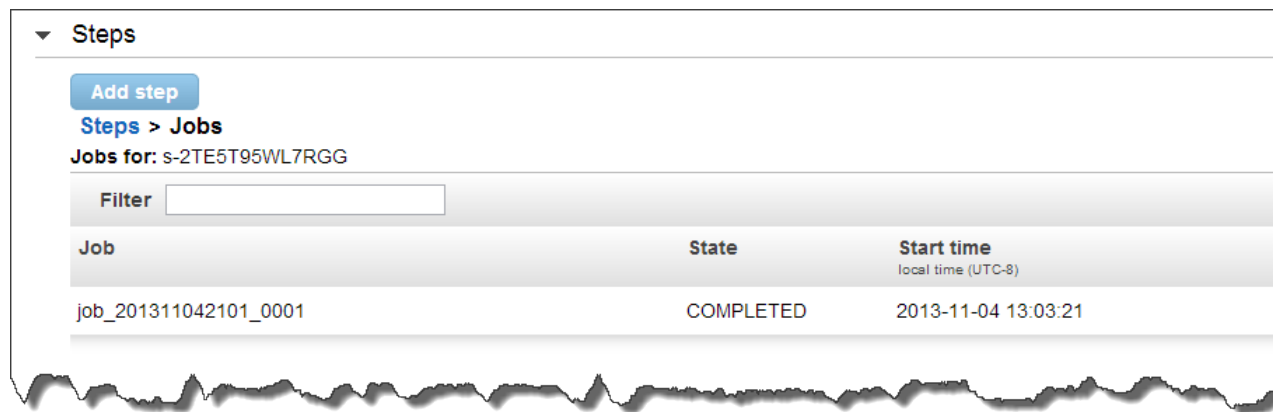 Steps
Add step
Steps > Jobs
Jobs for: s-2TE5T95WL7RGG
Filter
Job State Start time
local time (UTC-8)
job_201311042101_0001 COMPLETED 2013-11-04 13:03:21